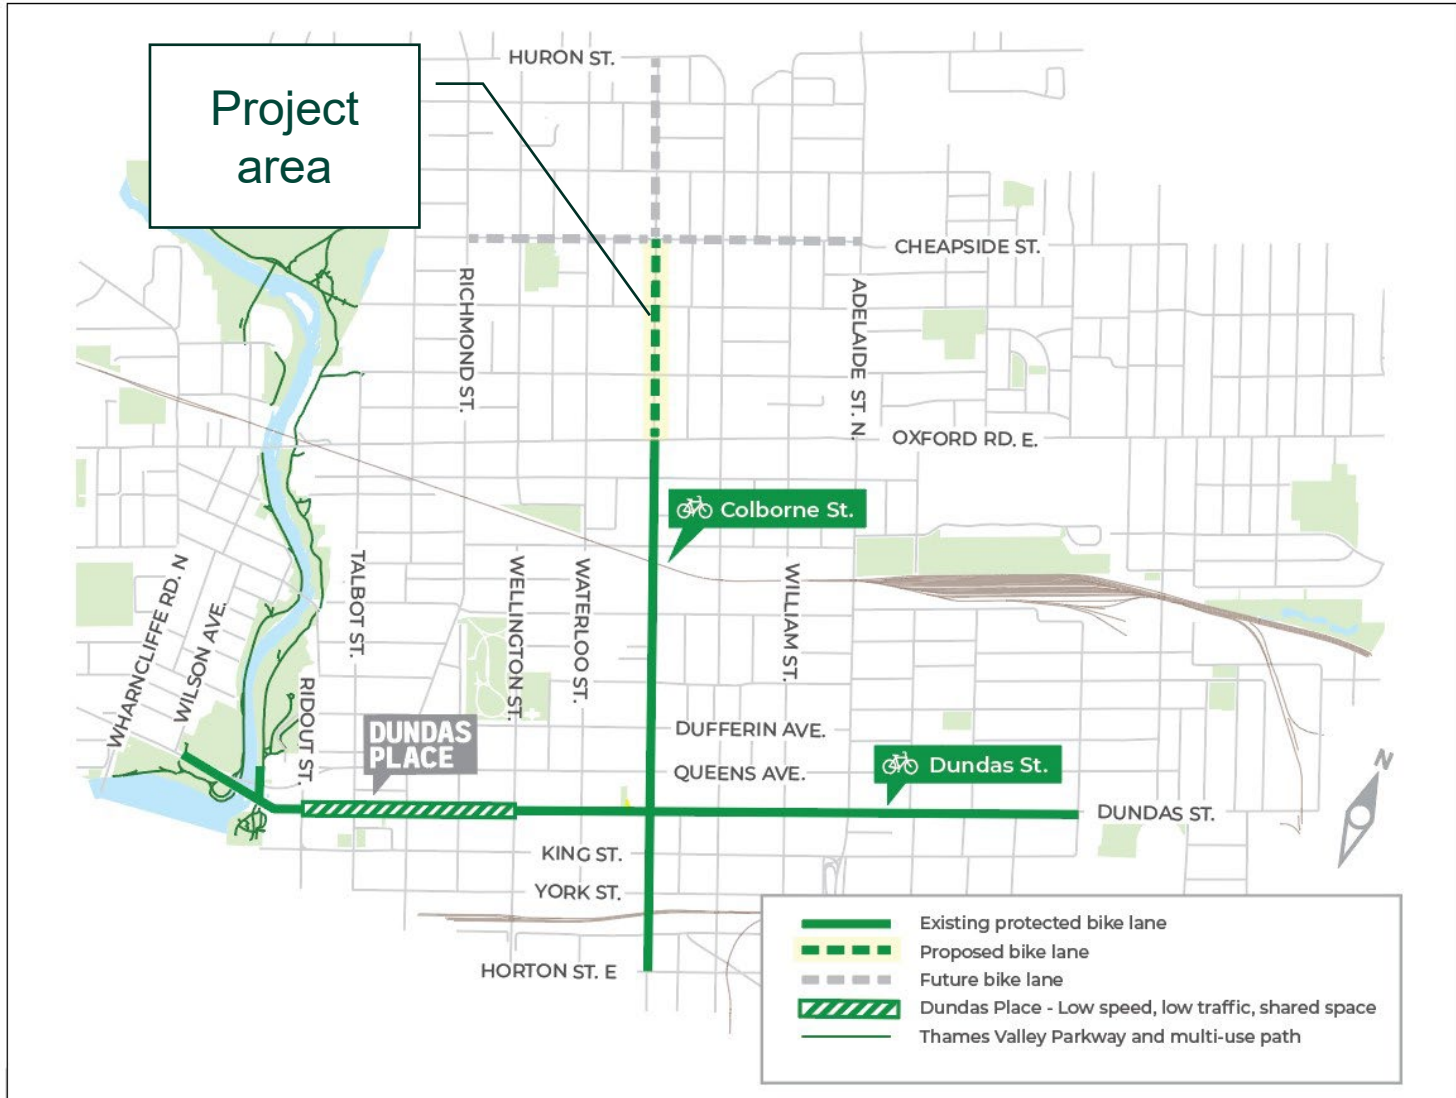 Project
area
HURON ST.
CHEAPSIDE ST.
RICHMOND ST.
ADELAIDE ST. N.
OXFORD RD. E.
Colborne St.
WHARNCLIFFE RD. N
WILSON AVE.
TALBOT ST.
RIDOUT ST.
WELLINGTON ST.
WATERLOO ST.
WILLIAM ST.
DUNDAS
PLACE
DUFFERIN AVE.
QUEENS AVE.
Dundas St.
N
DUNDAS ST.
KING ST.
YORK ST.
HORTON ST. E
Existing protected bike lane
Proposed bike lane
Future bike lane
Dundas Place - Low speed, low traffic, shared space
Thames Valley Parkway and multi-use path